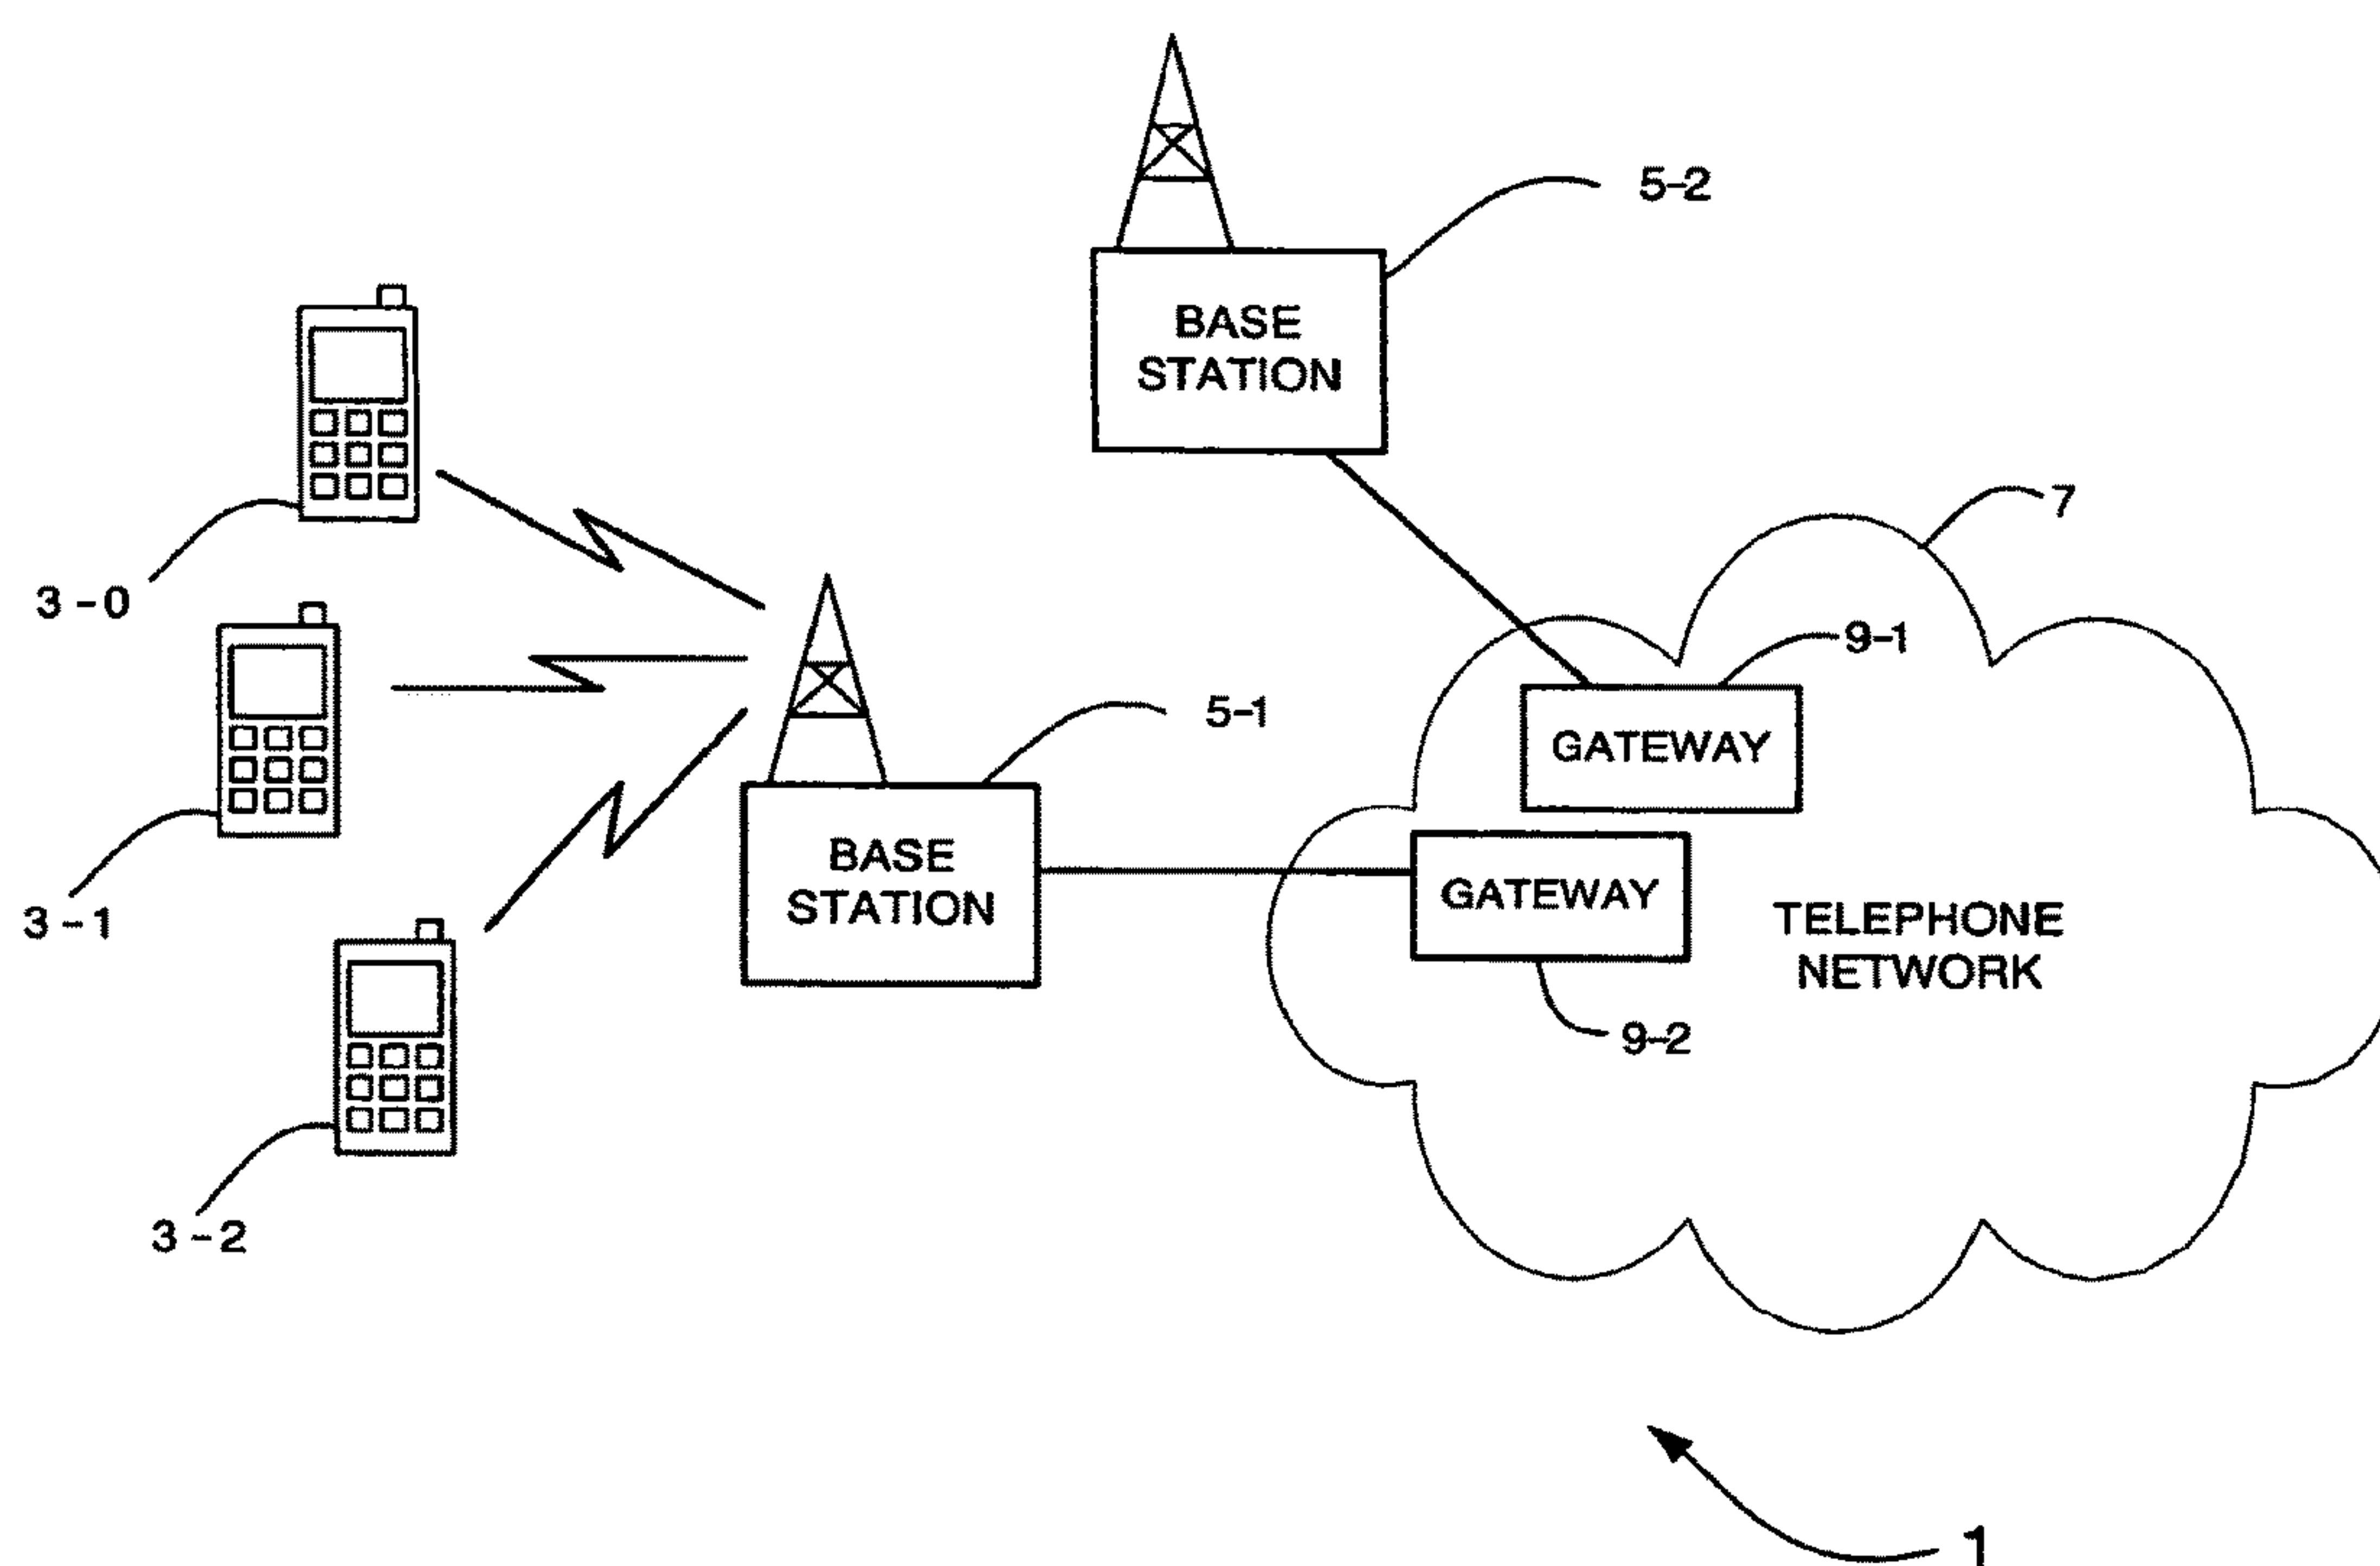 5-2
BASE
STATION
7
3-0
9-1
GATEWAY
5-1
BASE
STATION
GATEWAY
TELEPHONE
NETWORK
3-1
9-2
3-2
1